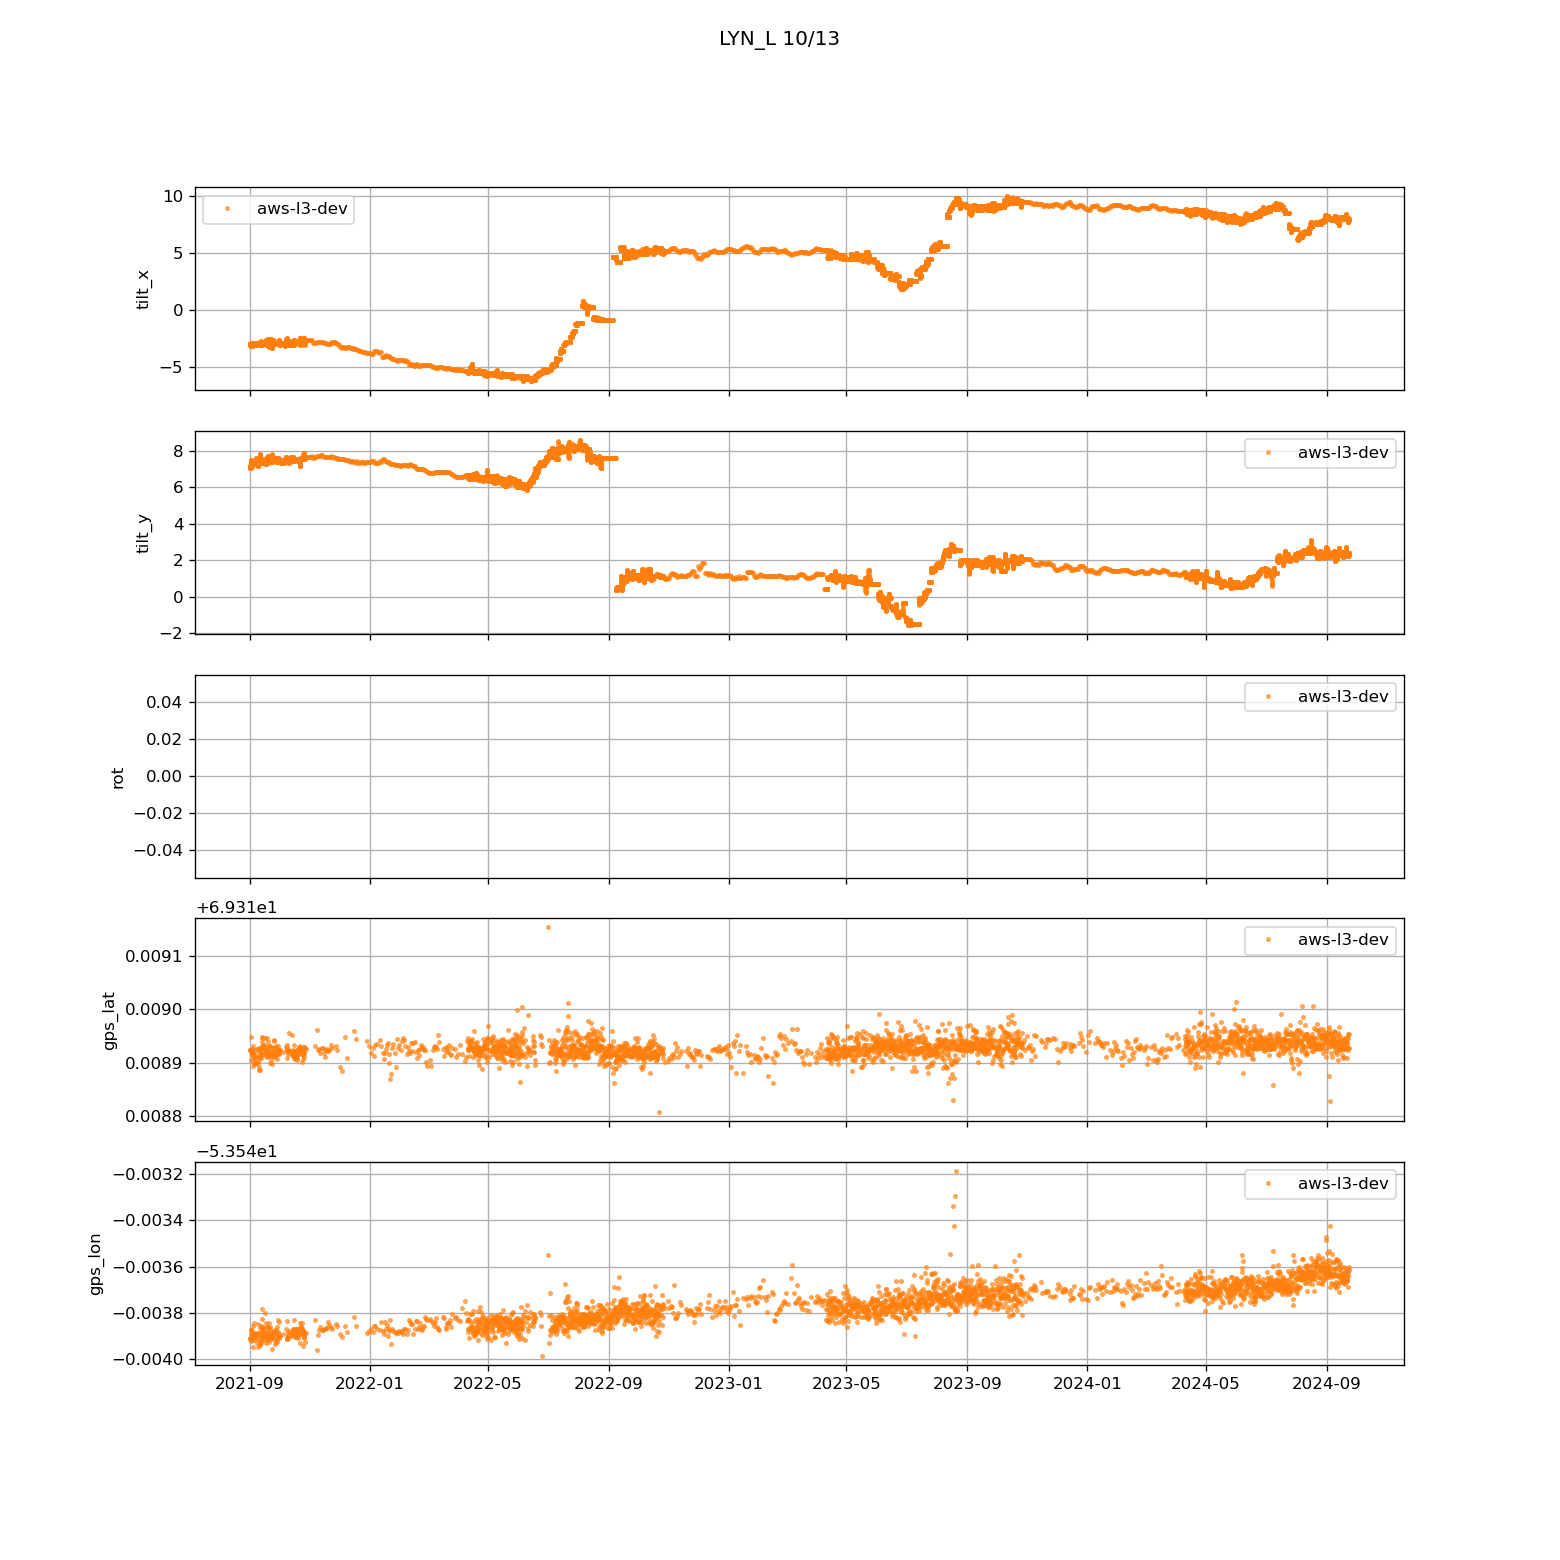 LYN_L 10/13
10
5
0
−5
tilt_x
aws-l3-dev
8
6
4
2
0
−2
tilt_y
aws-l3-dev
0.04
0.02
0.00
−0.02
−0.04
rot
aws-l3-dev
+6.931e1
0.0091
0.0090
0.00889
0.00888
gps_lat
aws-l3-dev
−5.354e1
−0.0032
−0.0034
−0.0036
−0.0038
−0.0040
gps_lon
aws-l3-dev
2021-09 2022-01 2022-05 2022-09 2023-01 2023-05 2023-09 2024-01 2024-05 2024-09